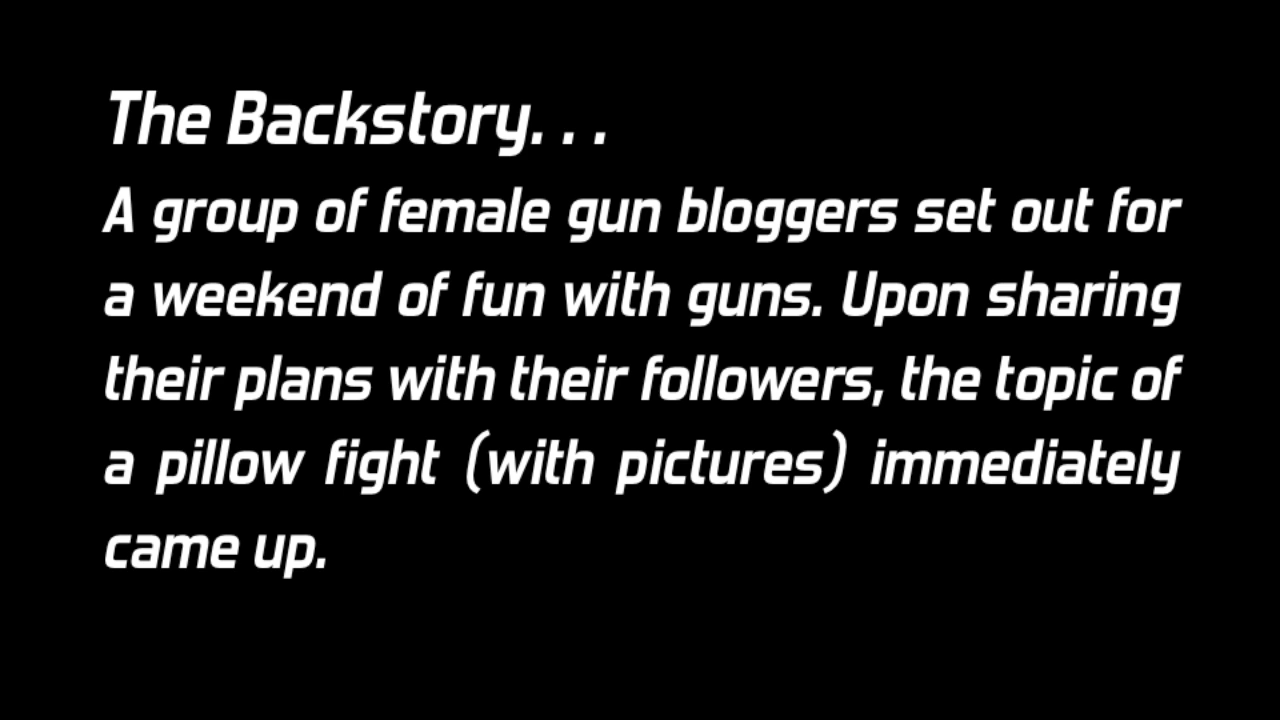 The Backstory. . .
A group of female gun bloggers set out for
a weekend of fun with guns. Upon sharing
their plans with their followers, the topic of
a pillow fight (with pictures) immediately
came up.